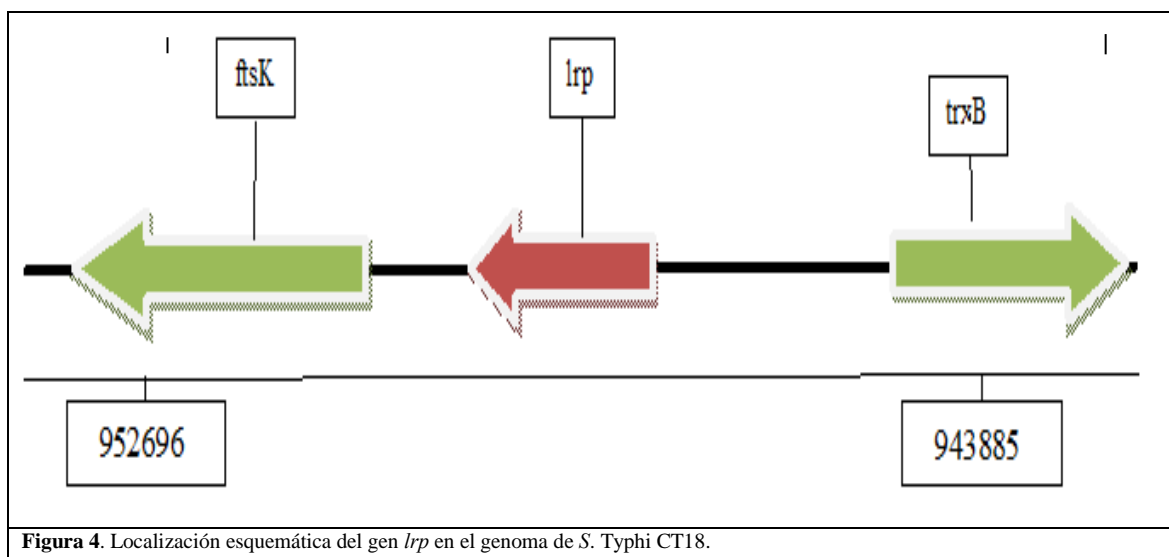 ftsK
lrp
trxB
952696
943885
Figura 4. Localización esquemática del gen lrp en el genoma de S. Typhi CT18.